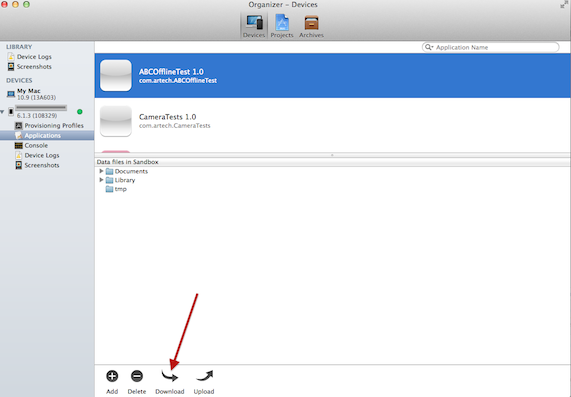 Organizer – Devices
Devices
Projects
Archives
LIBRARY
Device Logs
Screenshots
DEVICES
My Mac
10.9 (13A603)
6.1.3 (10B329)
Provisioning Profiles
Applications
Console
Device Logs
Screenshots
Application Name
ABCOfflineTest 1.0
com.artech.ABCOfflineTest
CameraTests 1.0
com.artech.CameraTests
Data files in Sandbox
Documents
Library
tmp
Add
Delete
Download
Upload